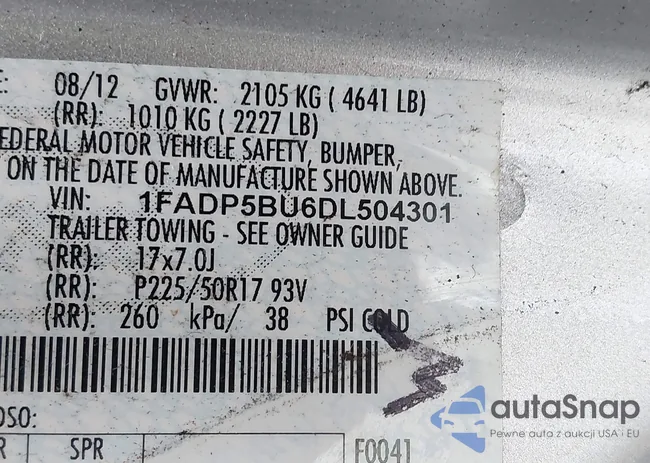 E: 08/12 GVWR: 2105 KG ( 4641 LB)
(RR): 1010 KG ( 2227 LB)
EDERAL MOTOR VEHICLE SAFETY, BUMPER,
ON THE DATE OF MANUFACTURE SHOWN ABOVE.
VIN: 1FADP5BU6DL504301
TRAILER TOWING - SEE OWNER GUIDE
(RR): 17x7.0J
(RR): P225/50R17 93V
(RR): 260 kPa/ 38 PSI COLD
OSO:
R SPR F0041
autaSnap
Pewne auta z aukcji USA i EU